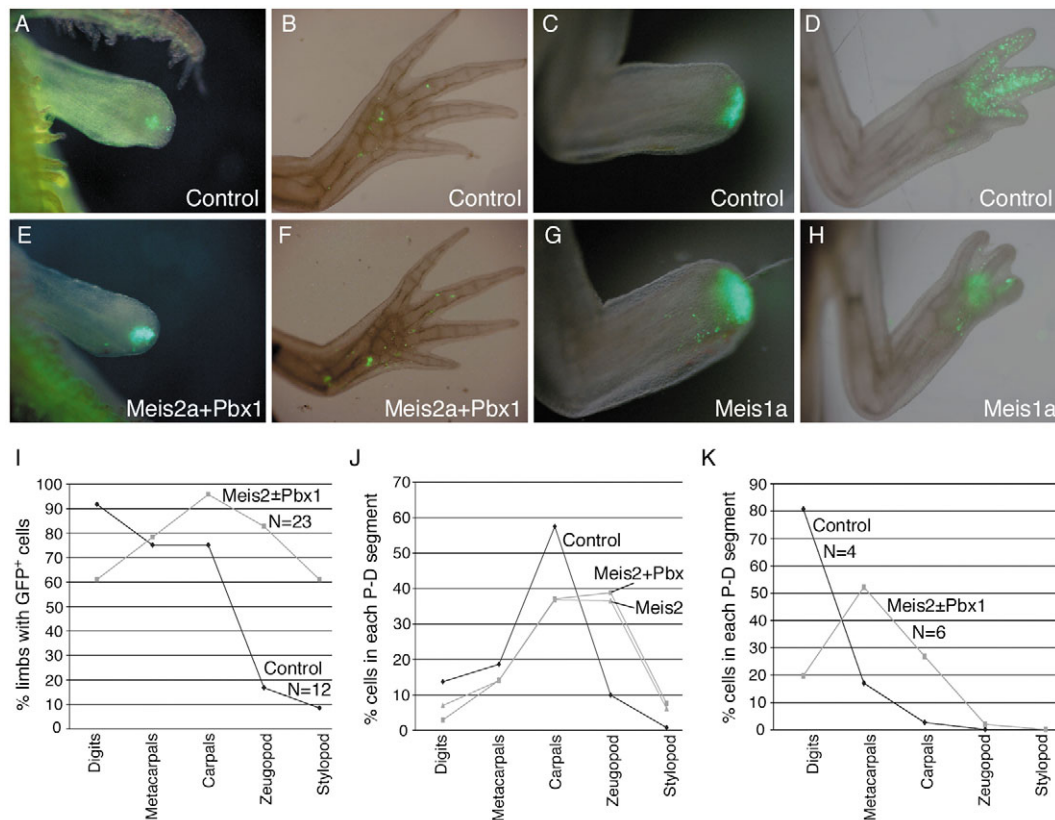 A
B
C
D
Control
Control
Control
Control
E
F
G
H
Meis2a+Pbx1
Meis2a+Pbx1
Meis1a
Meis1a
I
% limbs with GFP+ cells
100
90
80
70
60
50
40
30
20
10
0
Meis2±Pbx1
N=23
Control
N=12
Digits
Metacarpals
Carpals
Zeugopod
Stylopod
J
% cells in each P-D segment
70
60
50
40
30
20
10
0
Control
Meis2+Pbx
Meis2
Digits
Metacarpals
Carpals
Zeugopod
Stylopod
K
% cells in each P-D segment
90
80
70
60
50
40
30
20
10
0
Control
N=4
Meis2±Pbx1
N=6
Digits
Metacarpals
Carpals
Zeugopod
Stylopod